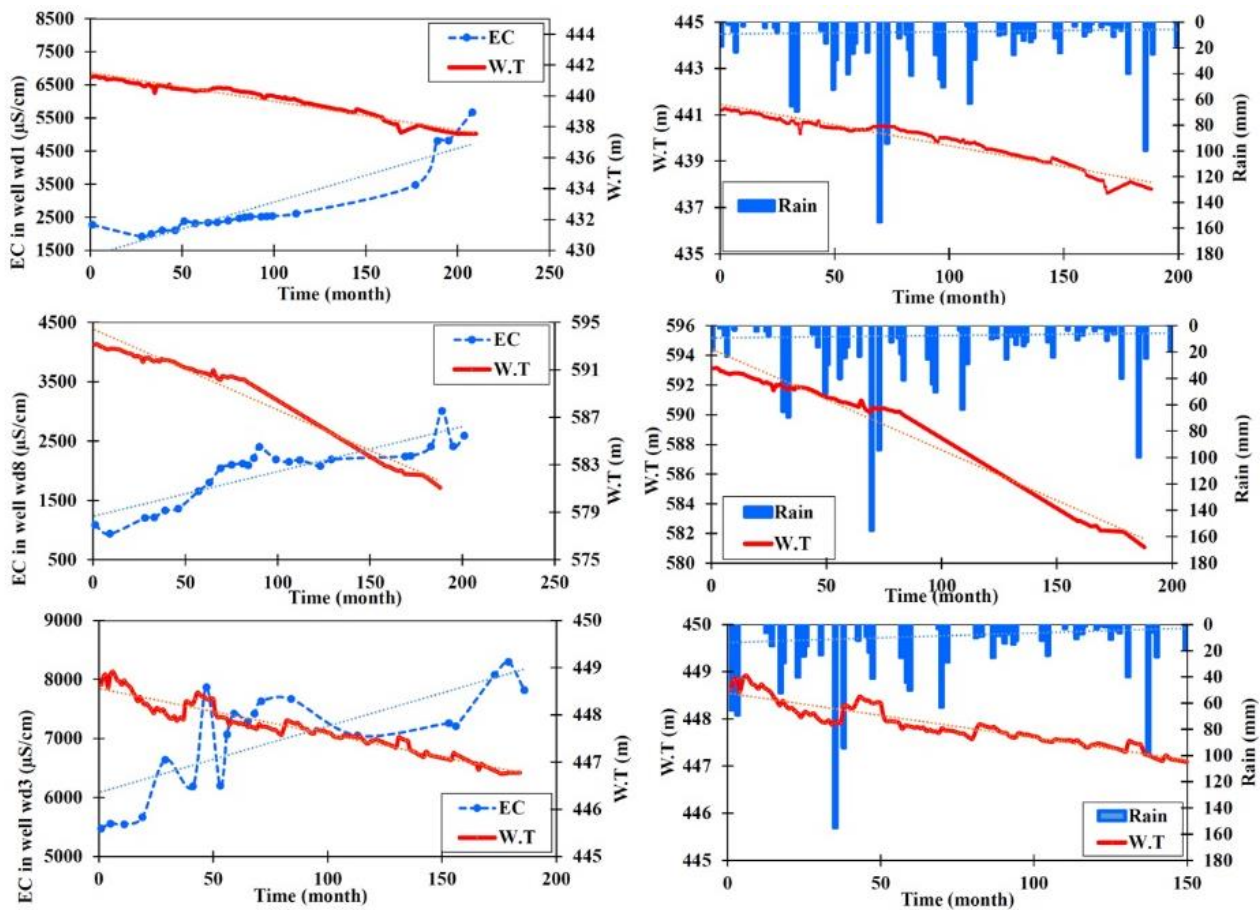 EC in well wd1 (µS/cm)
8500
7500
6500
5500
4500
3500
2500
1500
EC
W.T
444
442
440
438
436
434
432
430
W.T (m)
0 50 100 150 200 250
Time (month)
W.T (m)
445
443
441
439
437
435
Rain
0
20
40
60
80
100
120
140
160
180
Rain (mm)
0 50 100 150 200
Time (month)
EC in well wd8 (µS/cm)
4500
3500
2500
1500
500
EC
W.T
595
591
587
583
579
575
W.T (m)
0 50 100 150 200 250
Time (month)
W.T (m)
596
594
592
590
588
586
584
582
580
Rain
W.T
0
20
40
60
80
100
120
140
160
180
Rain (mm)
0 50 100 150 200
Time (month)
EC in well wd3 (µS/cm)
9000
8000
7000
6000
5000
EC
W.T
450
449
448
447
446
445
W.T (m)
0 50 100 150 200
Time (month)
W.T (m)
450
449
448
447
446
445
Rain
W.T
0
20
40
60
80
100
120
140
160
180
Rain (mm)
0 50 100 150
Time (month)